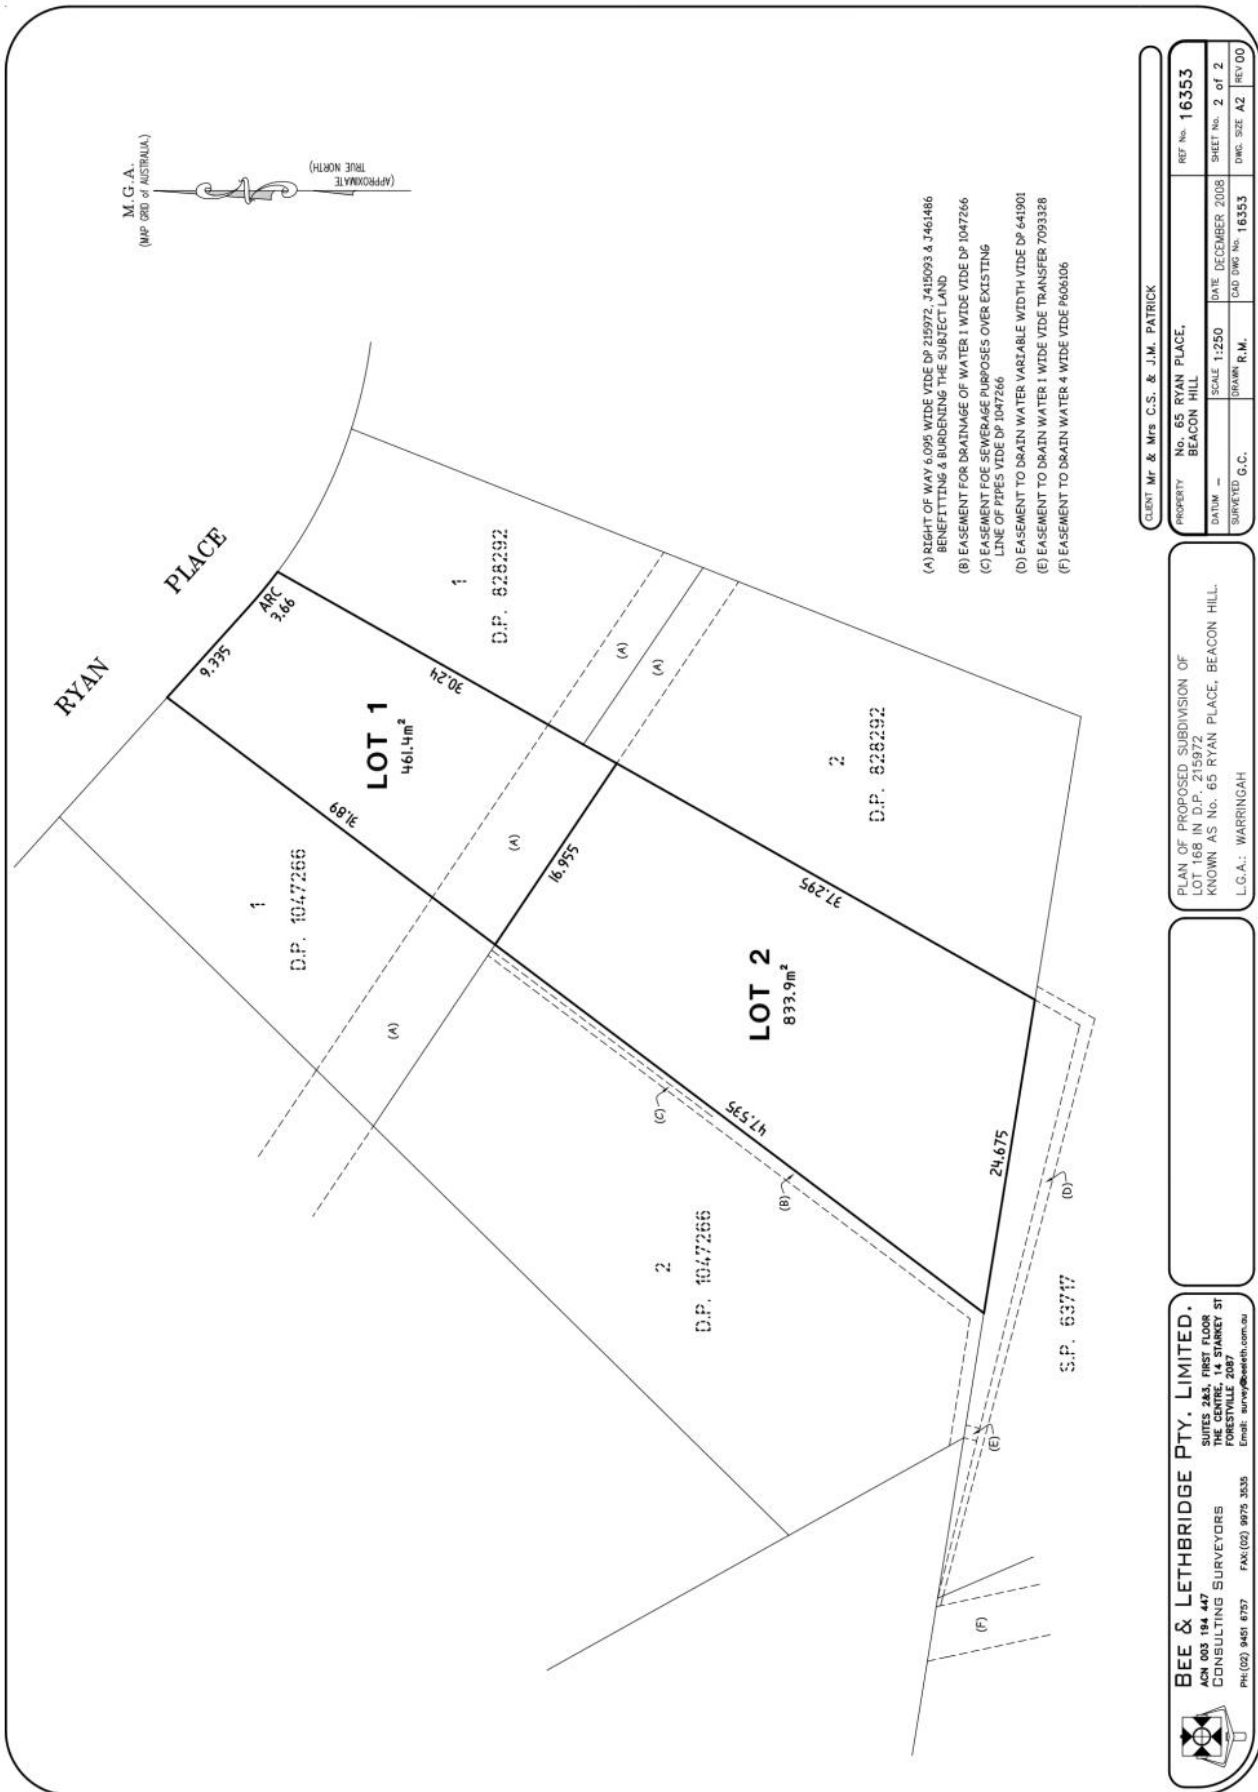 M.G.A.
(MAP GRID of AUSTRALIA.)
(APPROXIMATE
TRUE NORTH)
RYAN PLACE
9.335
ARC
3.66
1
D.P. 1047266
31.89
LOT 1
461.4m²
30.24
1
D.P. 828292
(A)
(A)
(A)
(A)
16.955
2
D.P. 1047266
(C)
(B)
47.535
LOT 2
833.9m²
37.295
2
D.P. 828292
24.675
(D)
(E)
(F)
S.P. 63717
(A) RIGHT OF WAY 6.095 WIDE VIDE DP 215972, J415093 & J461486
BENEFITTING & BURDENING THE SUBJECT LAND
(B) EASEMENT FOR DRAINAGE OF WATER 1 WIDE VIDE DP 1047266
(C) EASEMENT FOE SEWERAGE PURPOSES OVER EXISTING
LINE OF PIPES VIDE DP 1047266
(D) EASEMENT TO DRAIN WATER VARIABLE WIDTH VIDE DP 641901
(E) EASEMENT TO DRAIN WATER 1 WIDE VIDE TRANSFER 7093328
(F) EASEMENT TO DRAIN WATER 4 WIDE VIDE P606106
BEE & LETHBRIDGE PTY. LIMITED.
ACN 003 194 447
CONSULTING SURVEYORS
SUITES 2&3, FIRST FLOOR
THE CENTRE, 14 STARKEY ST
FORESTVILLE 2087
PH:(02) 9451 6757 FAX:(02) 9975 3535 Email: survey@beeleth.com.au
PLAN OF PROPOSED SUBDIVISION OF
LOT 168 IN D.P. 215972
KNOWN AS No. 65 RYAN PLACE, BEACON HILL.
L.G.A.: WARRINGAH
CLIENT Mr & Mrs C.S. & J.M. PATRICK
PROPERTY No. 65 RYAN PLACE,
BEACON HILL
REF No. 16353
DATUM – SCALE 1:250 DATE DECEMBER 2008 SHEET No. 2 of 2
SURVEYED G.C. DRAWN R.M. CAD DWG No. 16353 DWG. SIZE A2 REV 00